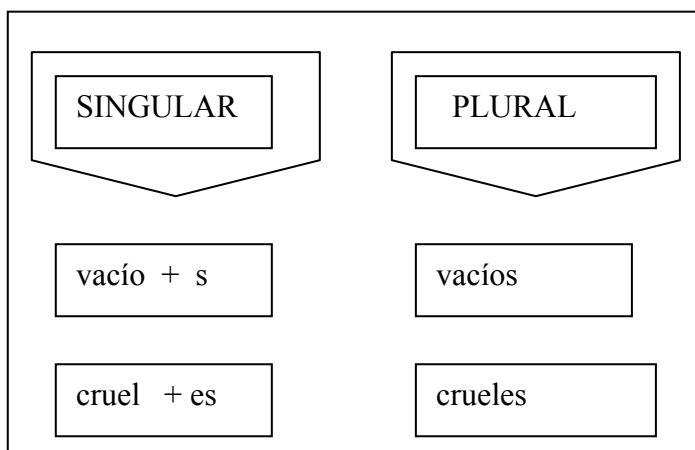 SINGULAR PLURAL
vacío + s vacíos
cruel + es crueles